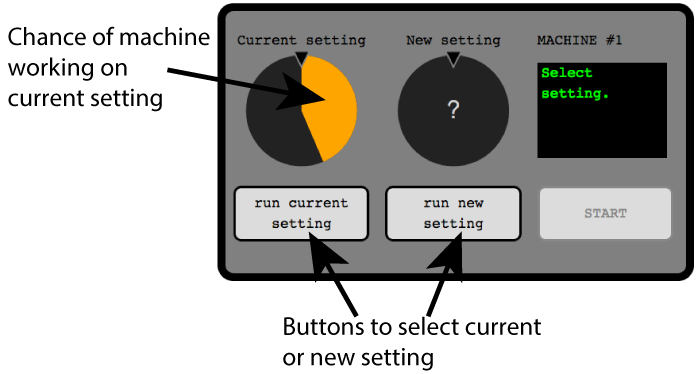 Chance of machine
working on
current setting
Current setting
New setting
MACHINE #1
?
Select
setting.
run current
setting
run new
setting
START
Buttons to select current
or new setting